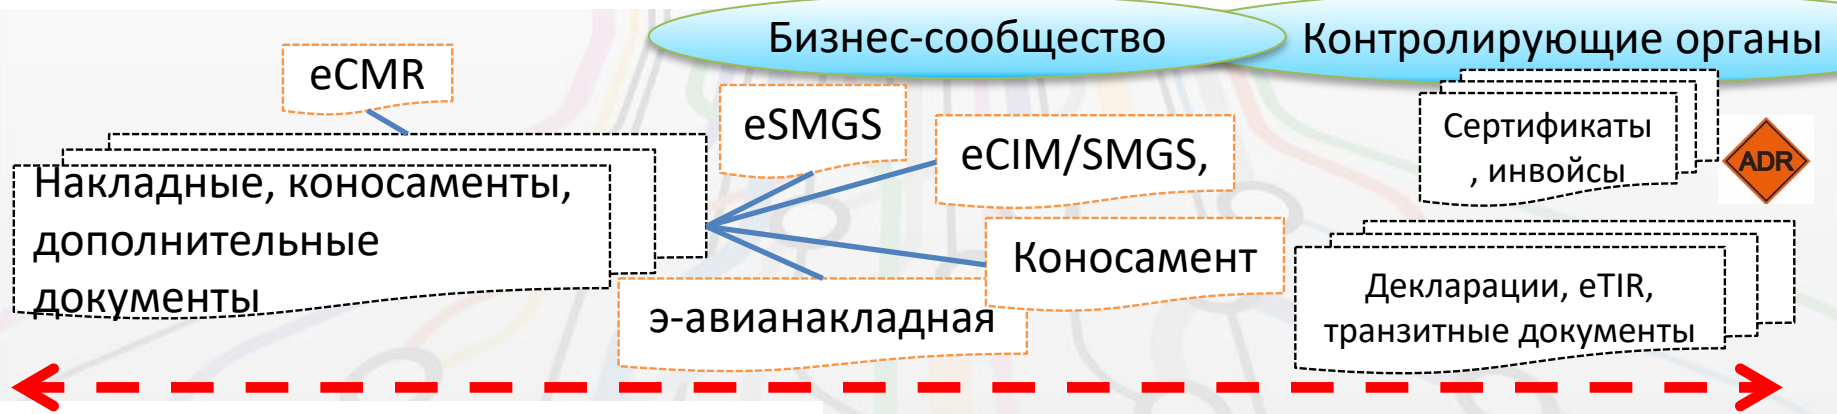 Бизнес-сообщество
Контролирующие органы
eCMR
eSMGS
eCIM/SMGS,
Сертификаты
, инвойсы
ADR
Накладные, коносаменты,
дополнительные
документы
Коносамент
э-авианакладная
Декларации, eTIR,
транзитные документы